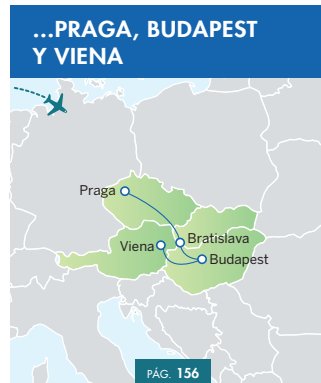 ...PRAGA, BUDAPEST
Y VIENA
Praga
Viena
Bratislava
Budapest
PÁG. 156